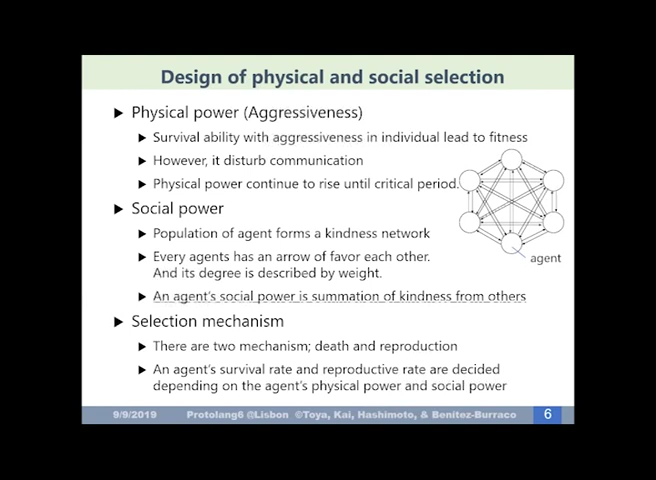 Design of physical and social selection
▶ Physical power (Aggressiveness)
▶ Survival ability with aggressiveness in individual lead to fitness
▶ However, it disturb communication
▶ Physical power continue to rise until critical period.
▶ Social power
▶ Population of agent forms a kindness network
▶ Every agents has an arrow of favor each other.
And its degree is described by weight.
agent
▶ An agent's social power is summation of kindness from others
▶ Selection mechanism
▶ There are two mechanism; death and reproduction
▶ An agent's survival rate and reproductive rate are decided
depending on the agent's physical power and social power
9/9/2019 Protolang6 @Lisbon ©Toya, Kai, Hashimoto, & Benitez-Burraco 6